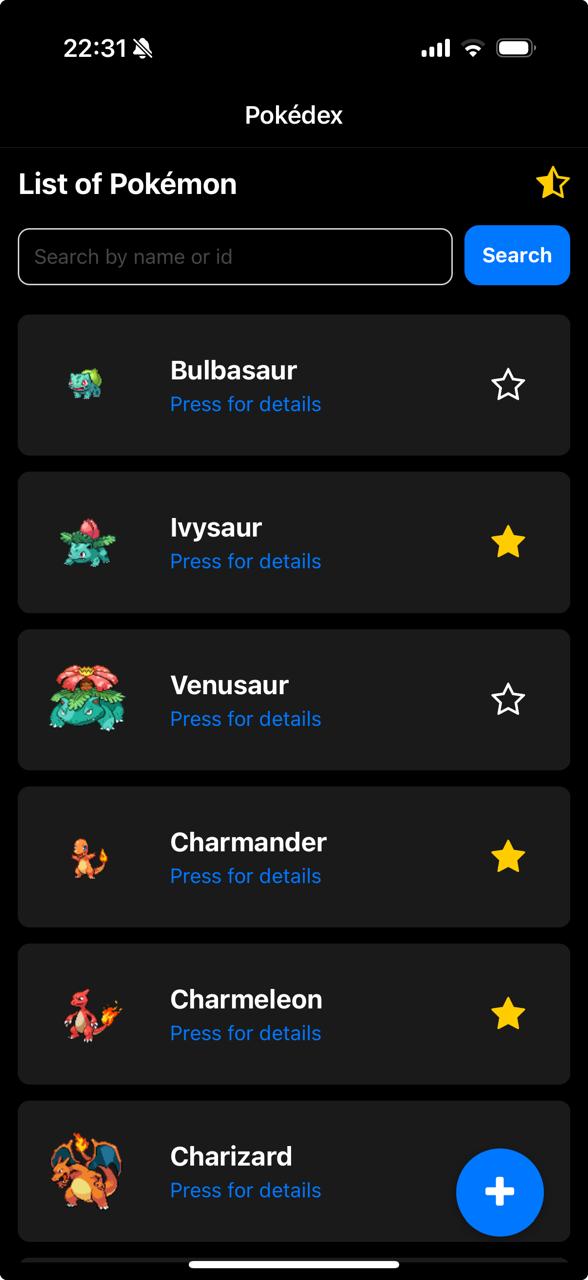 22:31
Pokédex
List of Pokémon
Search by name or id
Search
Bulbasaur
Press for details
Ivysaur
Press for details
Venusaur
Press for details
Charmander
Press for details
Charmeleon
Press for details
Charizard
Press for details